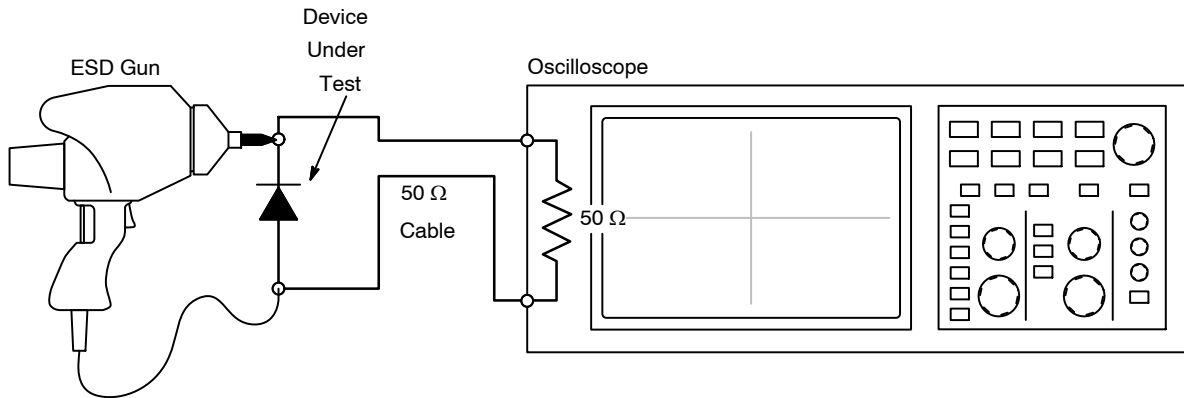 Device
Under
Test
ESD Gun
Oscilloscope
50 Ω
Cable
50 Ω